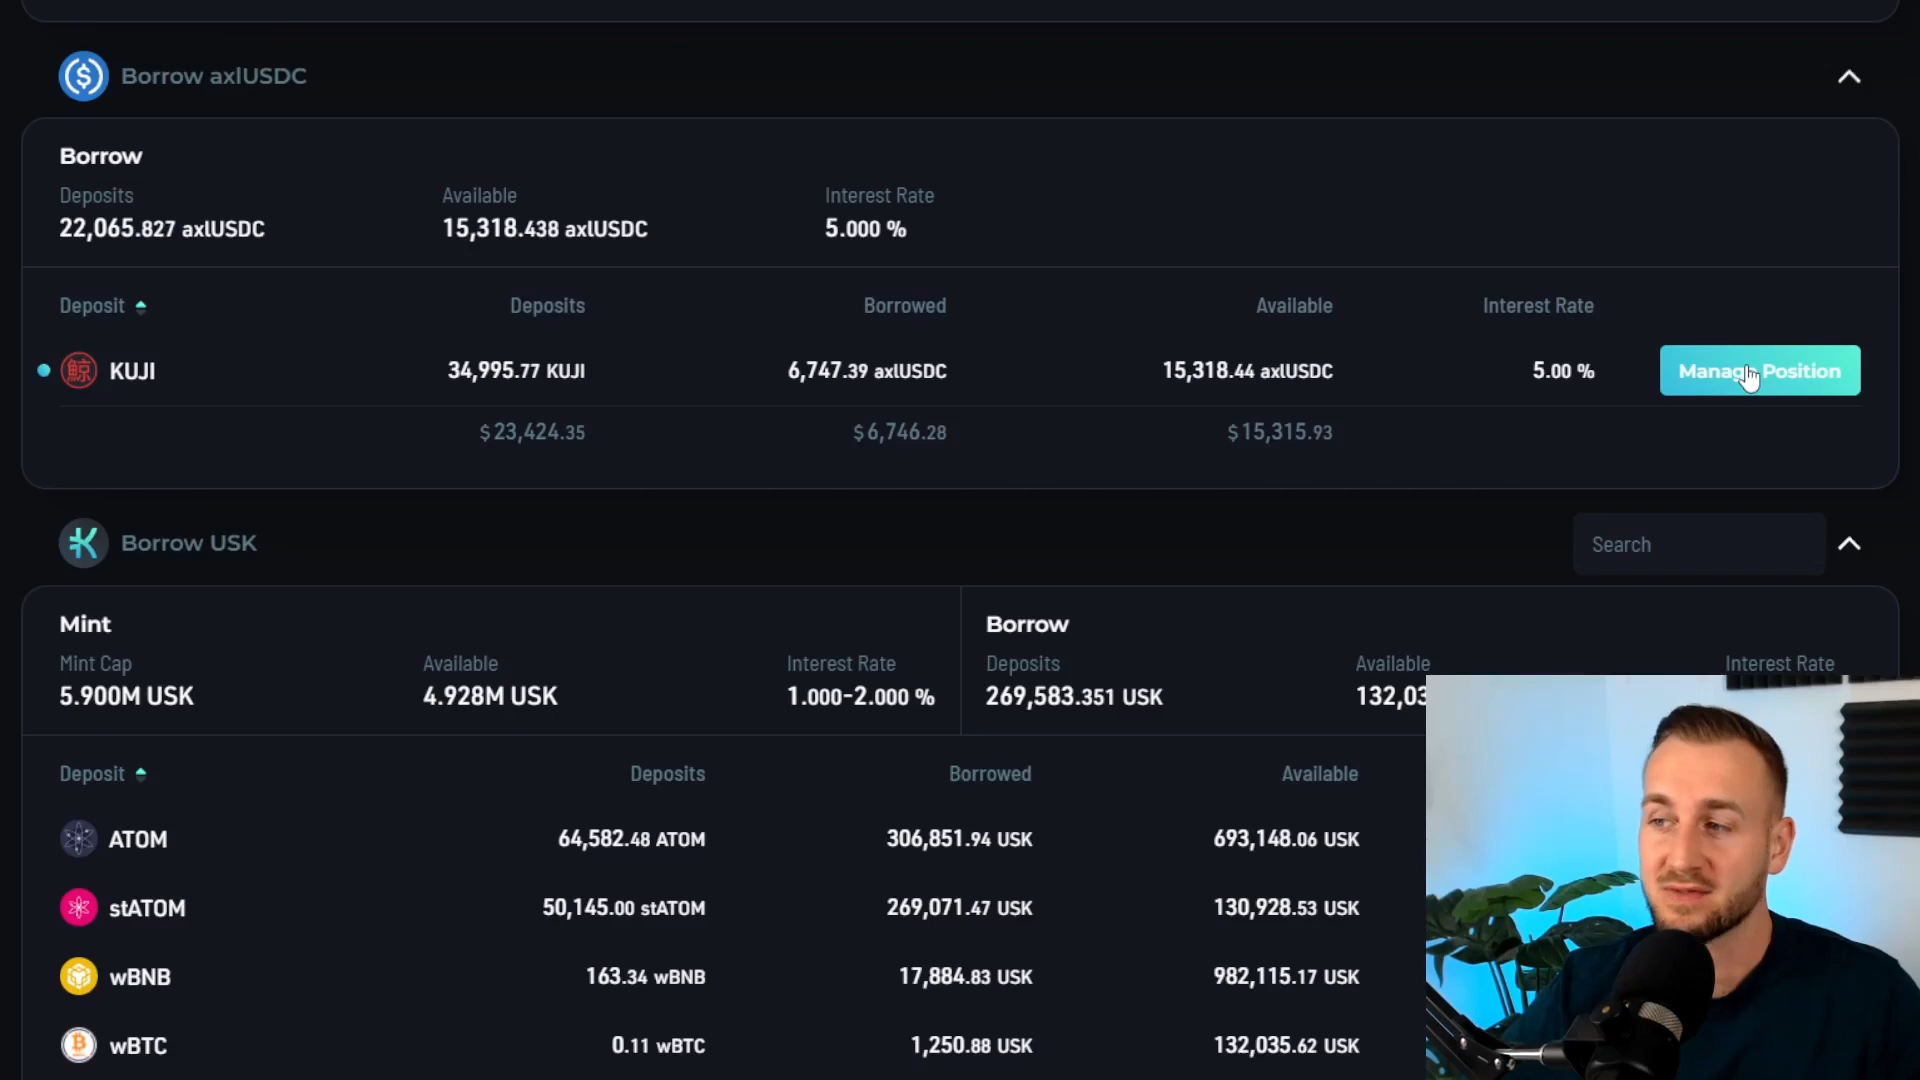 Borrow axlUSDC
Borrow
Deposits Available Interest Rate
22,065.827 axlUSDC 15,318.438 axlUSDC 5.000 %
Deposit Deposits Borrowed Available Interest Rate
鯨 KUJI 34,995.77 KUJI 6,747.39 axlUSDC 15,318.44 axlUSDC 5.00 % Manage Position
$23,424.35 $6,746.28 $15,315.93
Borrow USK Search
Mint Borrow
Mint Cap Available Interest Rate Deposits Available Interest Rate
5.900M USK 4.928M USK 1.000-2.000 % 269,583.351 USK 132,03
Deposit Deposits Borrowed Available
ATOM 64,582.48 ATOM 306,851.94 USK 693,148.06 USK
stATOM 50,145.00 stATOM 269,071.47 USK 130,928.53 USK
wBNB 163.34 wBNB 17,884.83 USK 982,115.17 USK
wBTC 0.11 wBTC 1,250.88 USK 132,035.62 USK